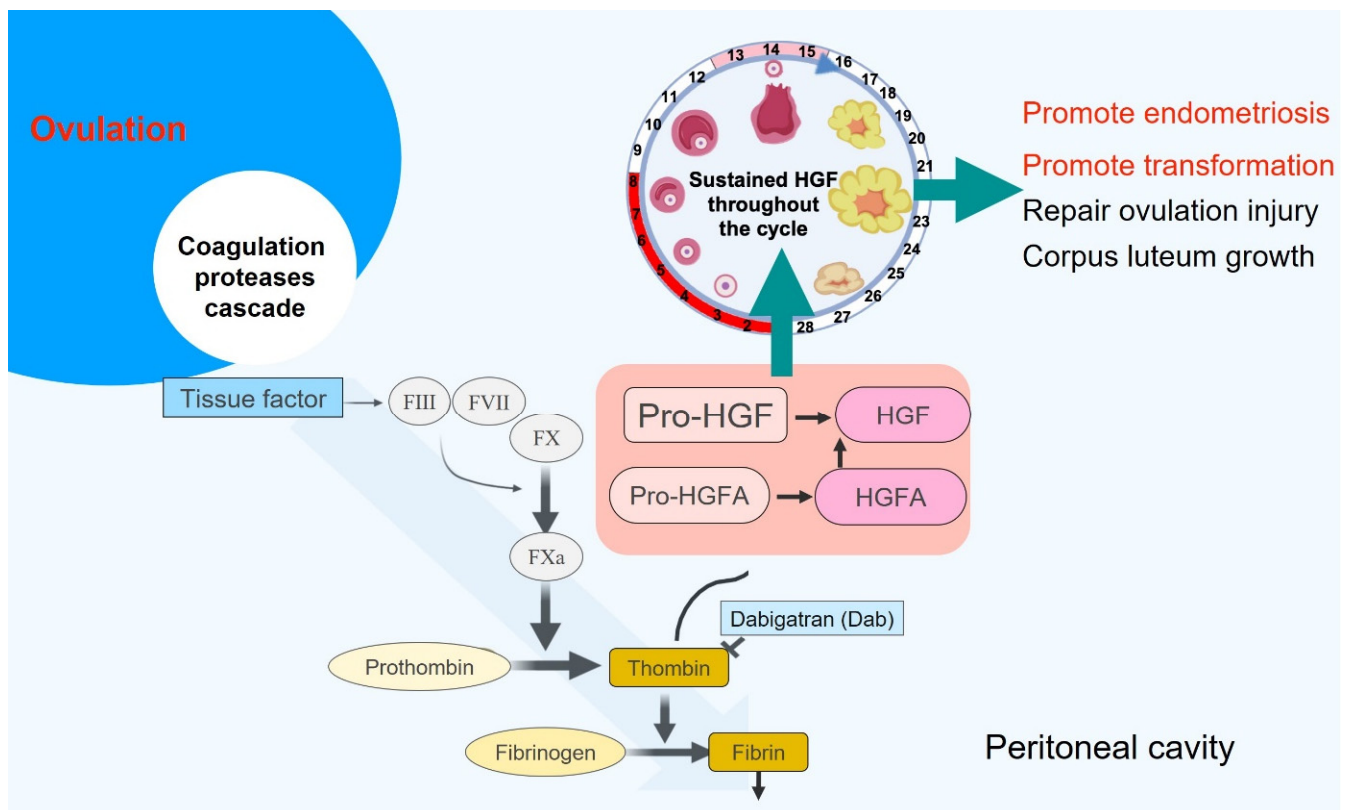 Ovulation
Coagulation
proteases
cascade
Tissue factor
FIII
FVII
FX
FXa
Prothombin
Thombin
Dabigatran (Dab)
Fibrinogen
Fibrin
Pro-HGF
HGF
Pro-HGFA
HGFA
Sustained HGF
throughout
the cycle
2
3
4
5
6
7
8
9
10
11
12
13
14
15
16
17
18
19
20
21
23
24
25
26
27
28
Promote endometriosis
Promote transformation
Repair ovulation injury
Corpus luteum growth
Peritoneal cavity